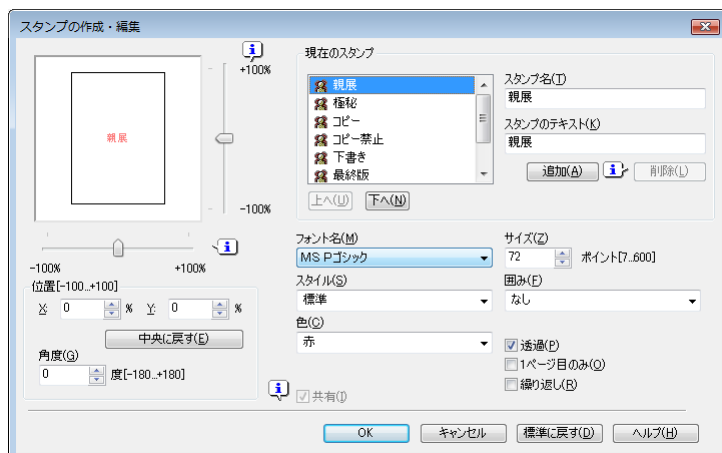 スタンプの作成・編集
+100%
親展
-100%
-100%
+100%
位置[-100..+100]
X: 0 % Y: 0 %
中央に戻す(E)
角度(G)
0 度[-180..+180]
現在のスタンプ
親展
極秘
コピー
コピー禁止
下書き
最終版
上へ(U) 下へ(N)
スタンプ名(T)
親展
スタンプのテキスト(K)
親展
追加(A) 削除(L)
フォント名(M)
MS Pゴシック
サイズ(Z)
72 ポイント[7..600]
スタイル(S)
標準
囲み(F)
なし
色(C)
赤
透過(P)
1ページ目のみ(O)
繰り返し(R)
共有(I)
OK キャンセル 標準に戻す(D) ヘルプ(H)